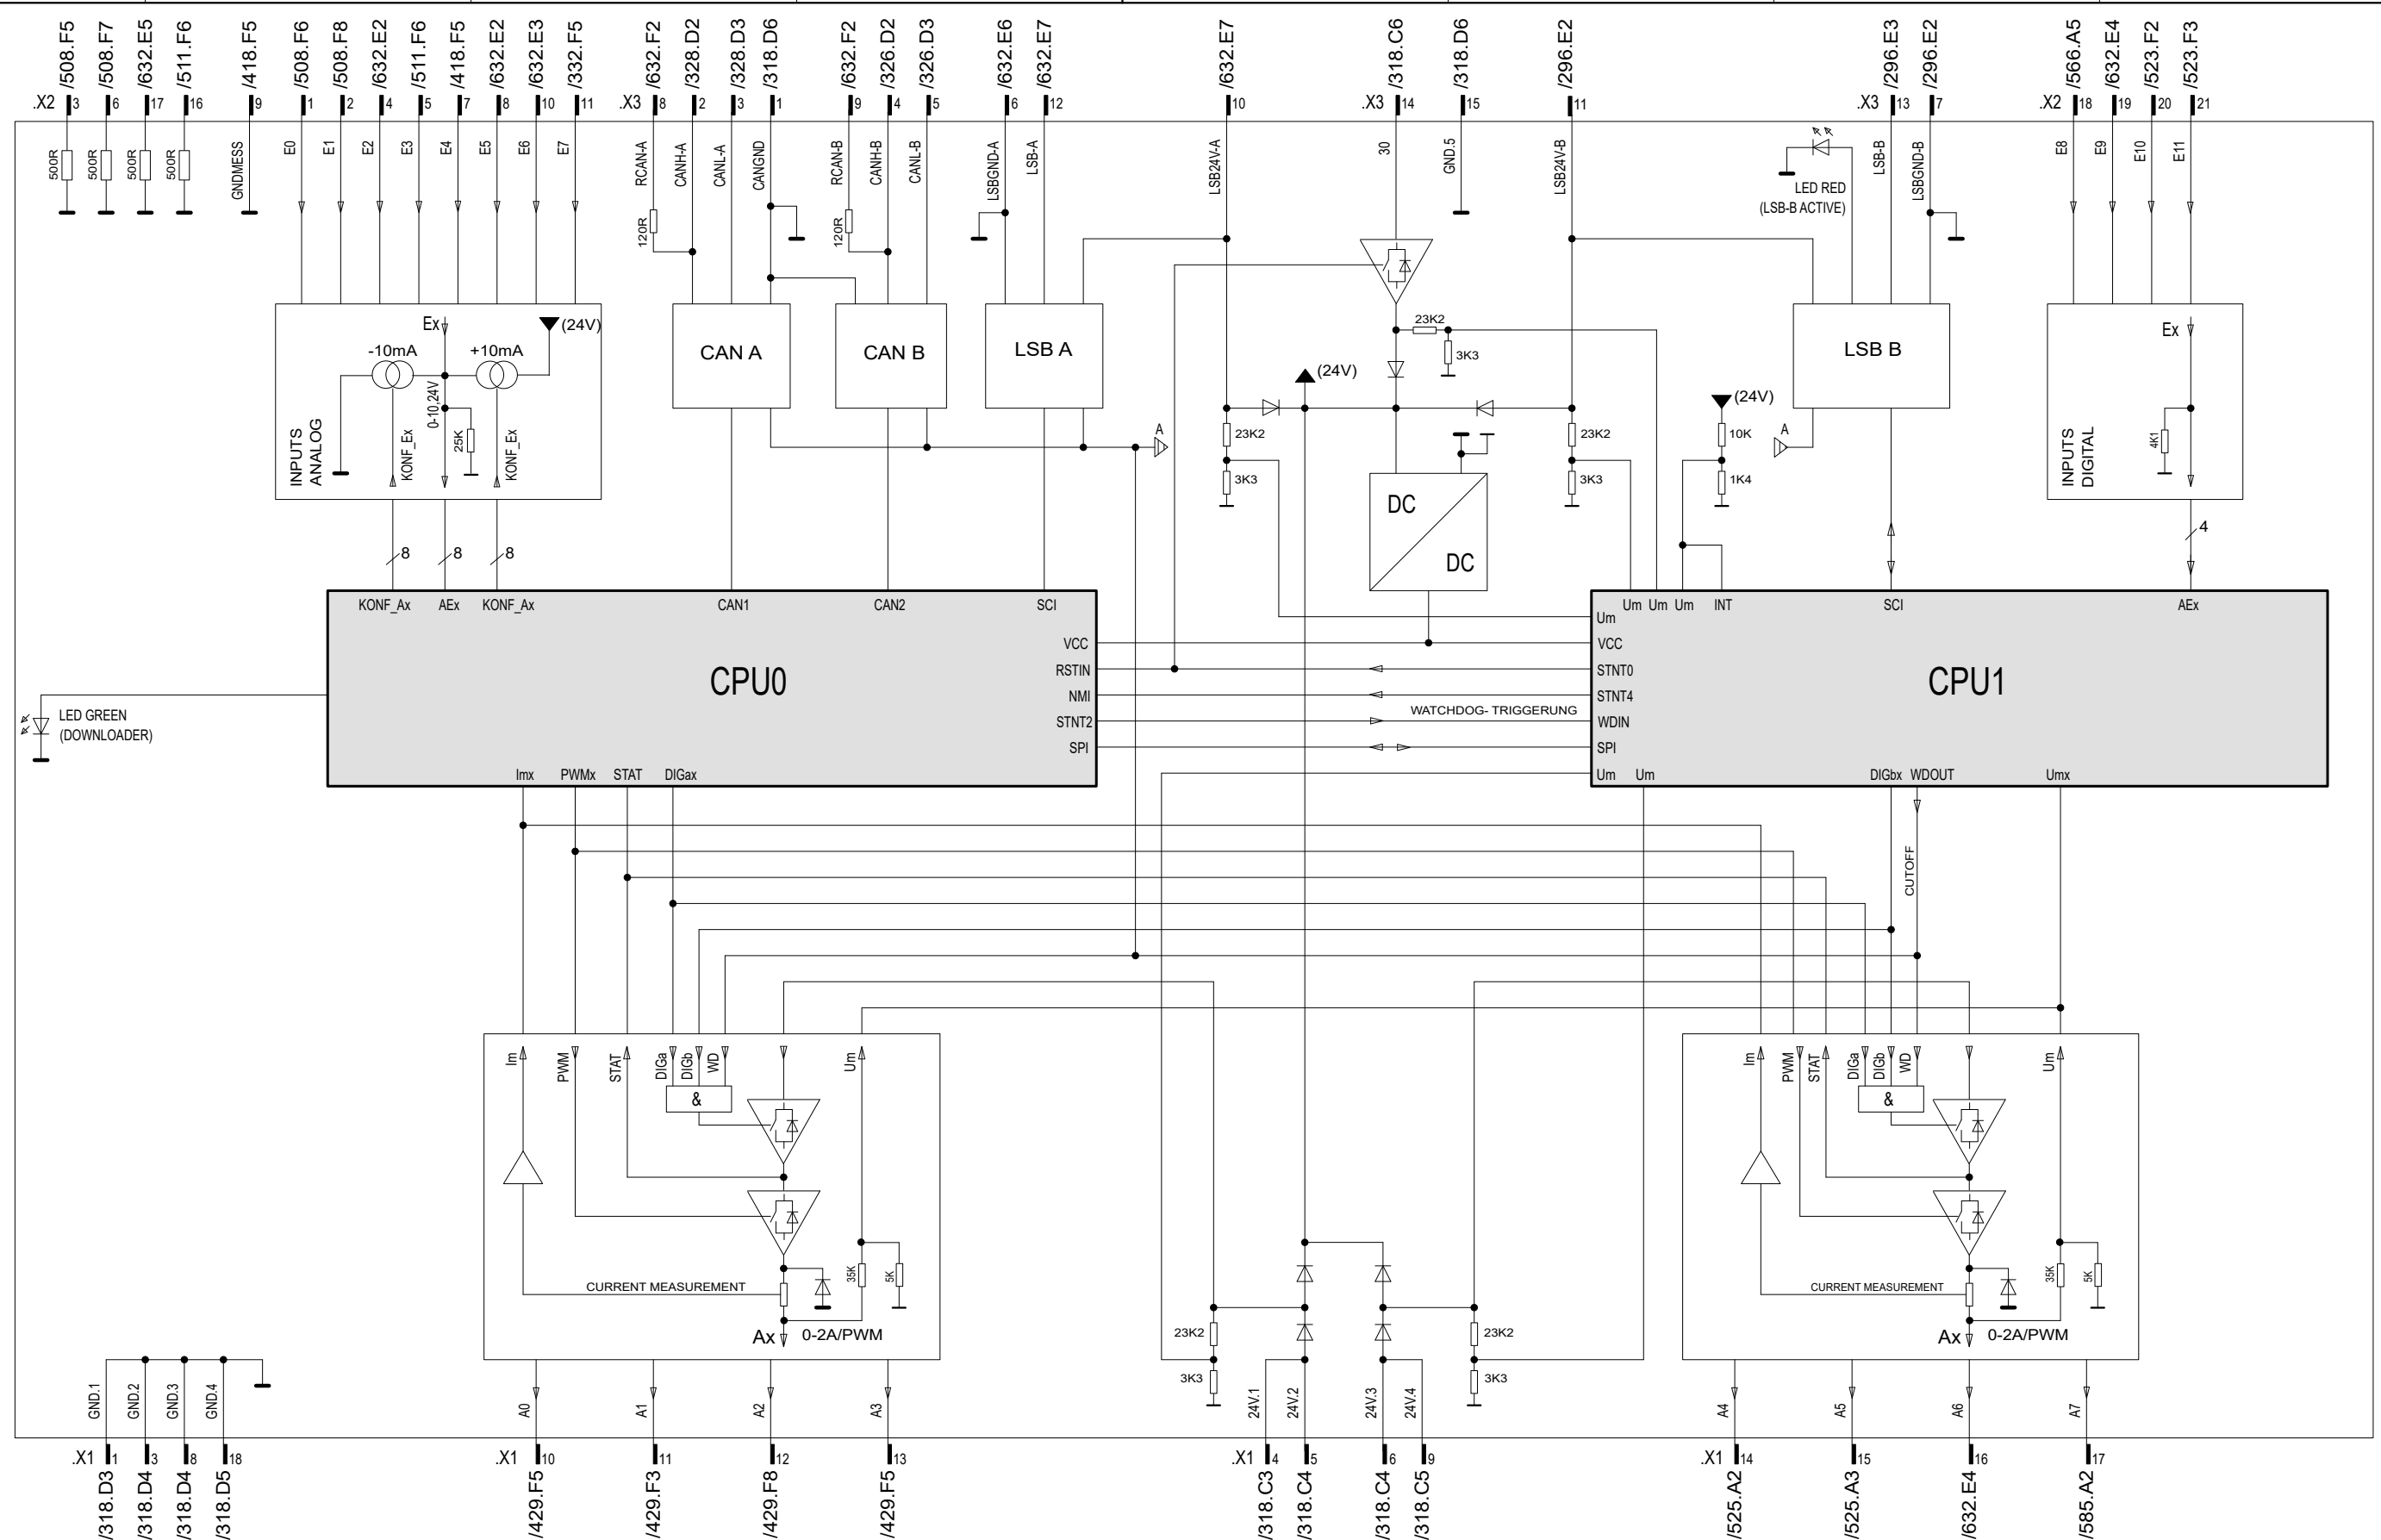 /508.F5 /508.F7 /632.E5 /511.F6 /418.F5 /508.F6 /508.F8 /632.E2 /511.F6 /418.F5 /632.E2 /632.E3 /332.F5 /632.F2 /328.D2 /328.D3 /318.D6 /632.F2 /326.D2 /326.D3 /632.E6 /632.E7 /632.E7 /318.C6 /318.D6 /296.E2 /296.E3 /296.E2 /566.A5 /632.E4 /523.F2 /523.F3
.X2 3 6 17 16 9 1 2 4 5 7 8 10 11 .X3 8 2 3 1 9 4 5 6 12 10 .X3 14 15 11 .X3 13 7 .X2 18 19 20 21
500R 500R 500R 500R GNDMESS E0 E1 E2 E3 E4 E5 E6 E7 RCAN-A CANH-A CANL-A CANGND RCAN-B CANH-B CANL-B LSBGND-A LSB-A LSB24V-A 30 GND.5 LSB24V-B LSB-B LSBGND-B E8 E9 E10 E11
LED RED
(LSB-B ACTIVE)
120R 120R
Ex (24V) 23K2 Ex
-10mA +10mA CAN A CAN B LSB A 3K3 LSB B
(24V)
0-10,24V (24V)
INPUTS
ANALOG
KONF_Ex 25K KONF_Ex A 23K2 23K2 10K A 4K1
INPUTS
DIGITAL
3K3 3K3 1K4
DC
DC
8 8 8 4
KONF_Ax AEx KONF_Ax CAN1 CAN2 SCI Um Um Um INT SCI AEx
Um
VCC VCC
CPU0 RSTIN STNT0 CPU1
NMI STNT4
LED GREEN
(DOWNLOADER)
STNT2 WATCHDOG- TRIGGERUNG WDIN
SPI SPI
Imx PWMx STAT DIGax Um Um DIGbx WDOUT Umx
CUTOFF
Im PWM STAT DIGa DIGb WD Um Im PWM STAT DIGa DIGb WD Um
& &
35K 5K 35K 5K
CURRENT MEASUREMENT CURRENT MEASUREMENT
Ax 0-2A/PWM 23K2 23K2 Ax 0-2A/PWM
3K3 3K3
GND.1 GND.2 GND.3 GND.4 A0 A1 A2 A3 24V.1 24V.2 24V.3 24V.4 A4 A5 A6 A7
.X1 1 3 8 18 .X1 10 11 12 13 .X1 4 5 6 9 .X1 14 15 16 17
/318.D3 /318.D4 /318.D4 /318.D5 /429.F5 /429.F3 /429.F8 /429.F5 /318.C3 /318.C4 /318.C4 /318.C5 /525.A2 /525.A3 /632.E4 /585.A2